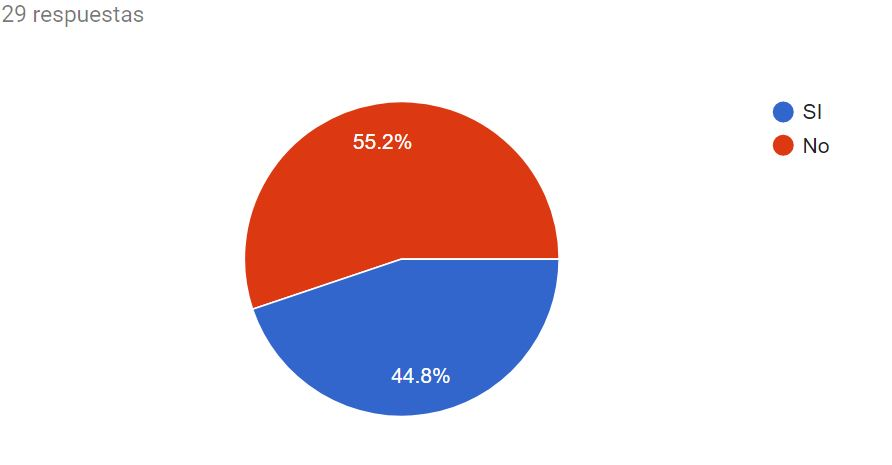 29 respuestas
55.2%
44.8%
SI
No